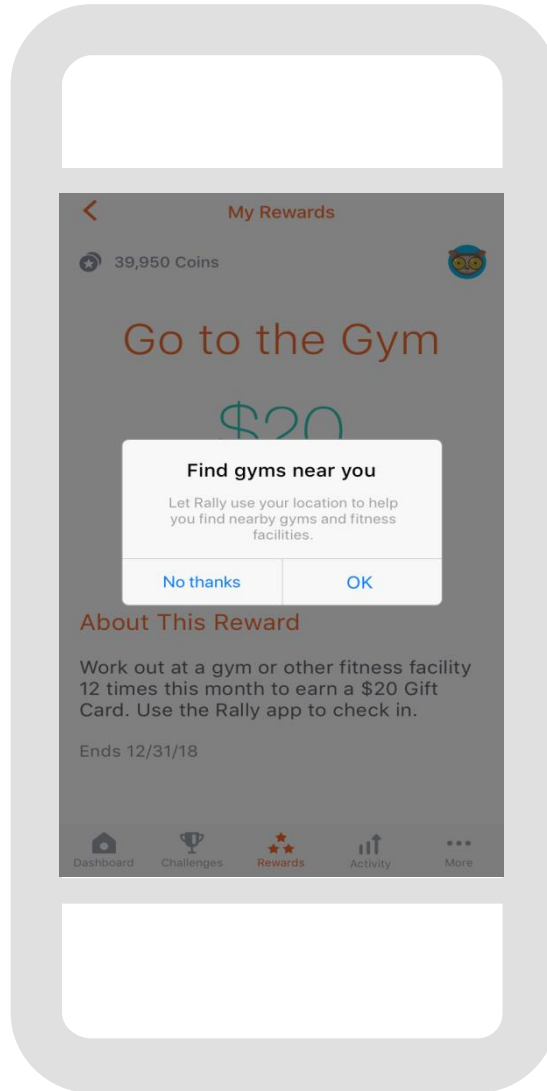 My Rewards
39,950 Coins
Go to the Gym
$20
Find gyms near you
Let Rally use your location to help
you find nearby gyms and fitness
facilities.
No thanks
OK
About This Reward
Work out at a gym or other fitness facility
12 times this month to earn a $20 Gift
Card. Use the Rally app to check in.
Ends 12/31/18
Dashboard
Challenges
Rewards
Activity
More